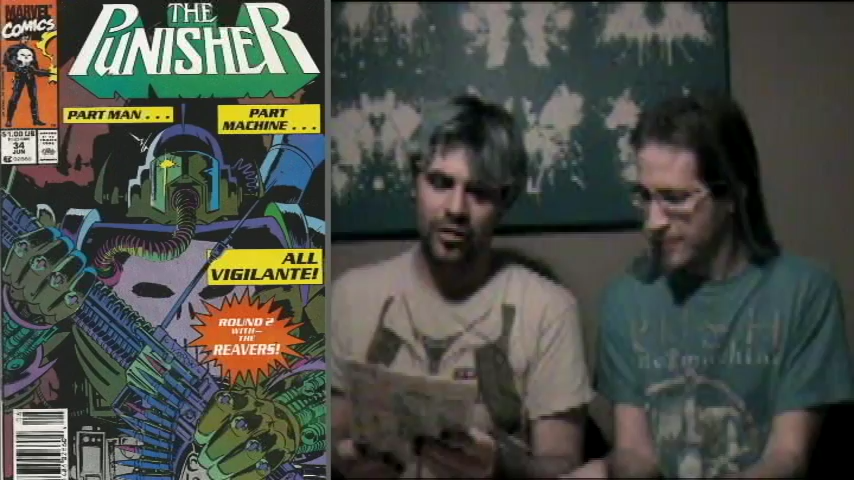 MARVEL
COMICS
THE
PUNISHER
$1.00 US
34
JUN
PART MAN . . .
PART
MACHINE . . .
ALL
VIGILANTE!
ROUND 2
WITH—
THE
REAVERS!